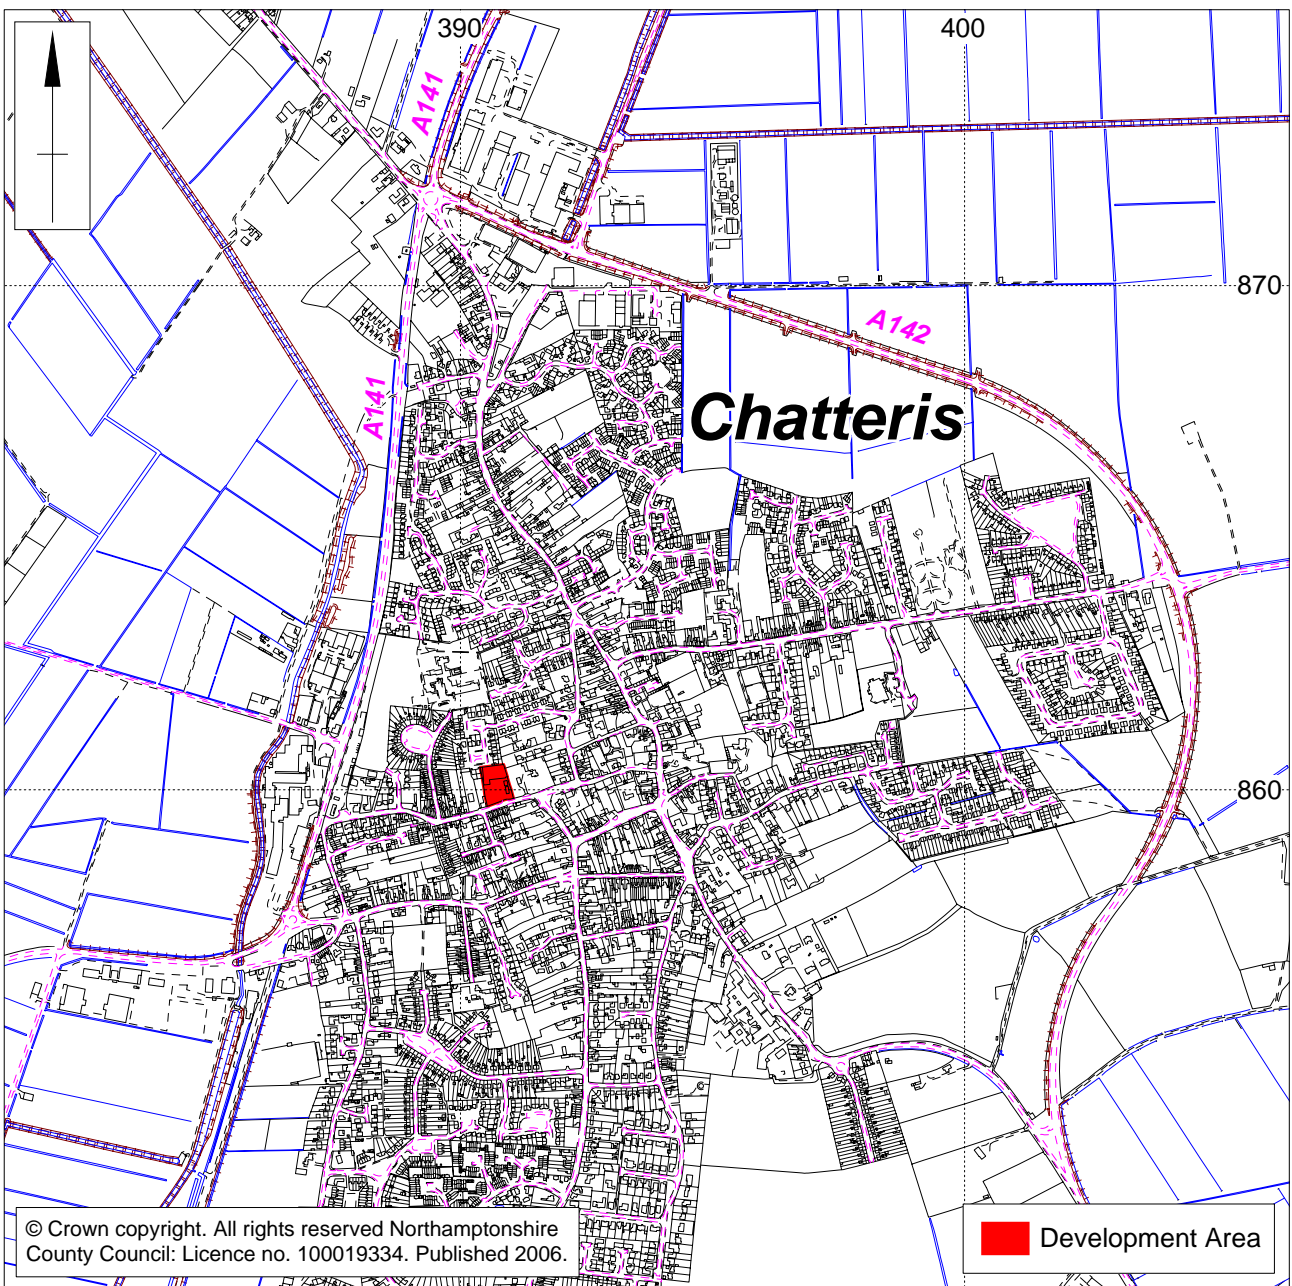 390
400
A141
870
A142
A141
Chatteris
860
© Crown copyright. All rights reserved Northamptonshire
County Council: Licence no. 100019334. Published 2006.
Development Area